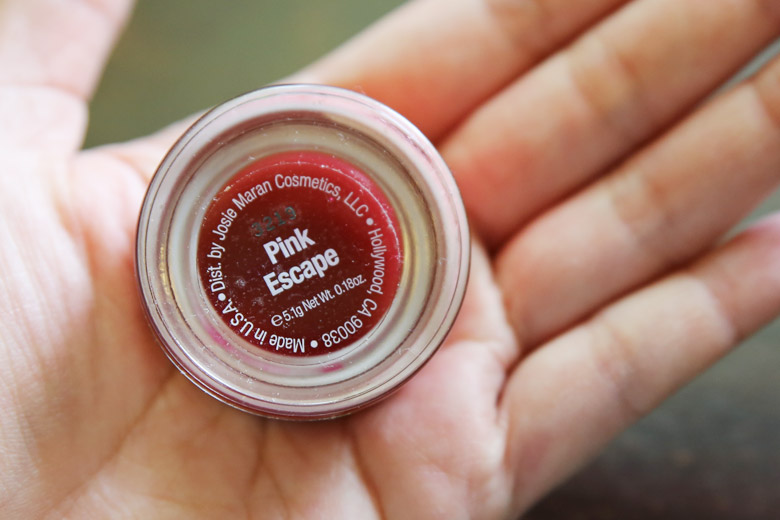 Dist. by Josie Maran Cosmetics, LLC • Hollywood, CA 90038 • Made in U.S.A. •
Pink
Escape
℮ 5.1g Net Wt. 0.18oz